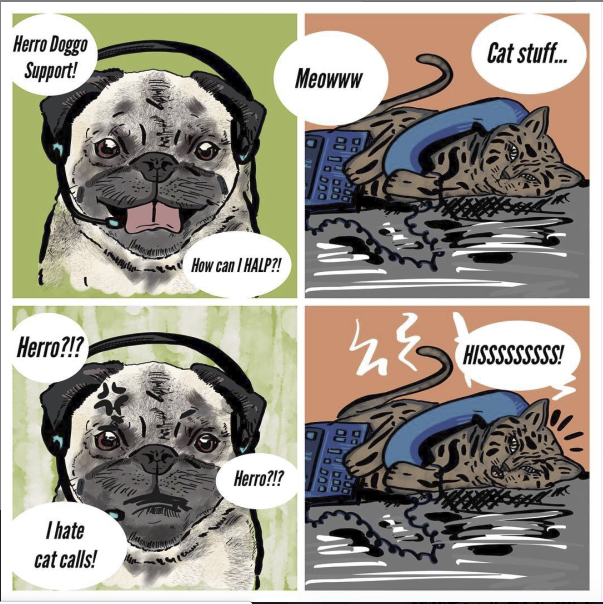 Herro Doggo
Support!
How can I HALP?!
Meowww
Cat stuff...
Herro?!?
Herro?!?
I hate
cat calls!
HISSSSSSSSS!